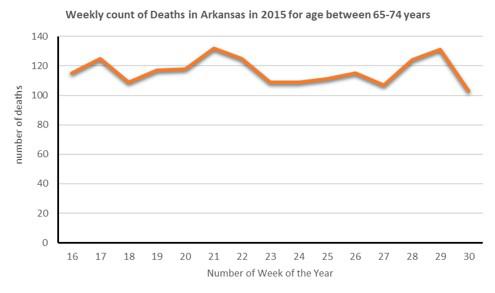 Weekly count of Deaths in Arkansas in 2015 for age between 65-74 years
140
120
100
80
60
40
20
0
number of deaths
16 17 18 19 20 21 22 23 24 25 26 27 28 29 30
Number of Week of the Year